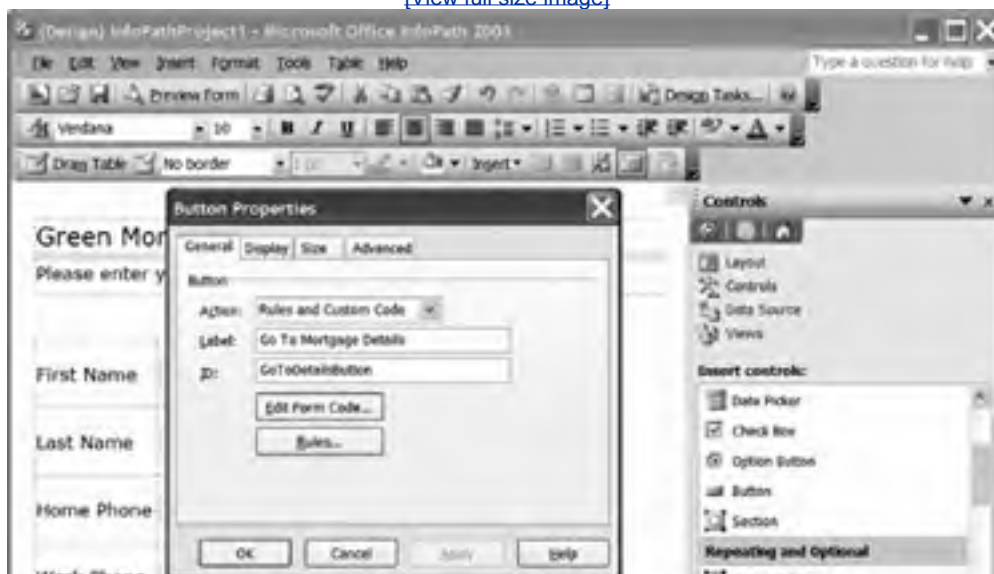 [View full size image]
(Design) InfoPathProject1 - Microsoft Office InfoPath 2003
File Edit View Insert Format Tools Table Help
Type a question for help
Preview Form
Design Tasks...
Verdana 10 B I U A
Draw Table No border Insert
Controls
Button Properties
Green Mor
General Display Size Advanced
Layout
Please enter y
Button
Controls
Action: Rules and Custom Code
Data Source
Label: Go To Mortgage Details
Views
First Name
ID: GoToDetailsButton
Insert controls:
Edit Form Code...
Date Picker
Last Name
Rules...
Check Box
Option Button
Button
Home Phone
Section
OK Cancel Apply Help
Repeating and Optional
Work Phone